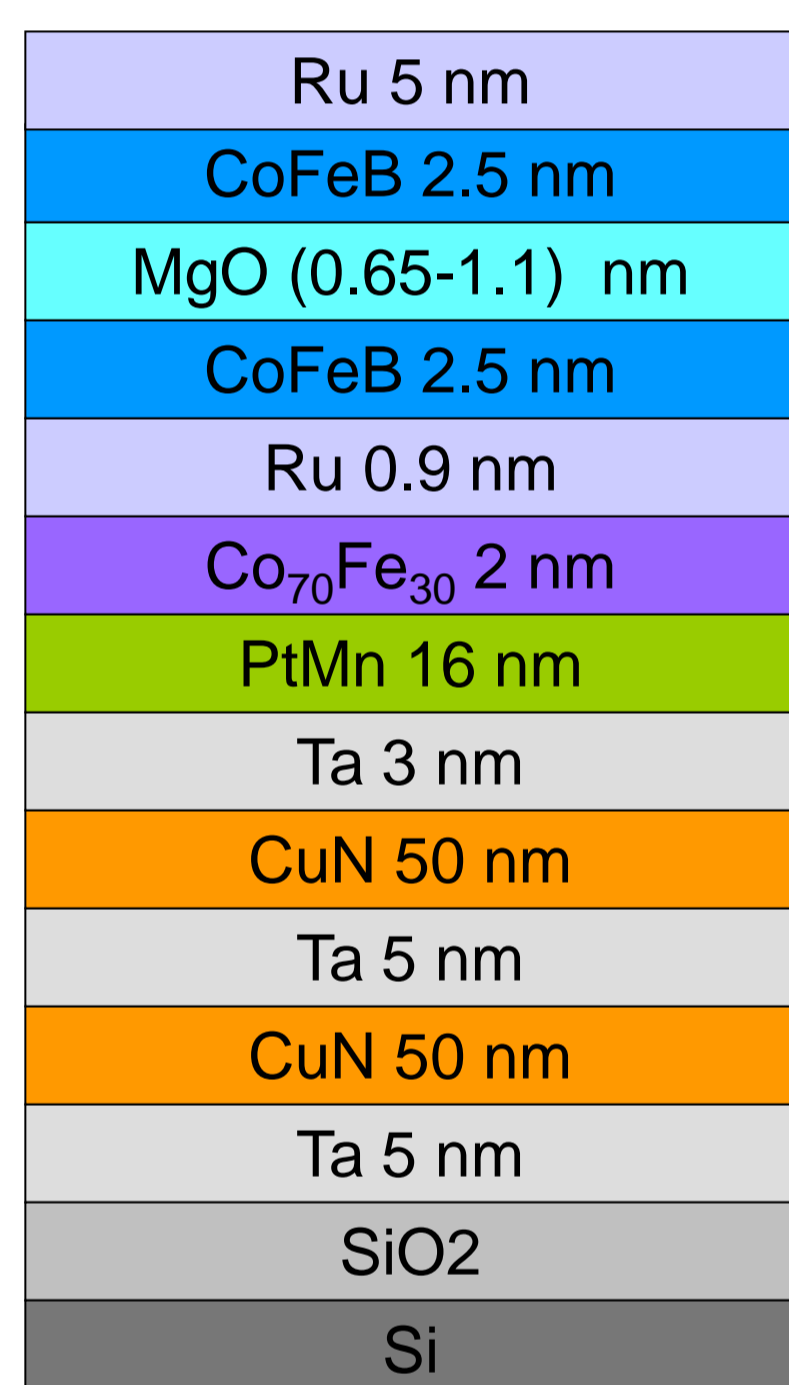 Ru 5 nm
CoFeB 2.5 nm
MgO (0.65-1.1)  nm
CoFeB 2.5 nm
Ru 0.9 nm
Co₇₀Fe₃₀ 2 nm
PtMn 16 nm
Ta 3 nm
CuN 50 nm
Ta 5 nm
CuN 50 nm
Ta 5 nm
SiO2
Si